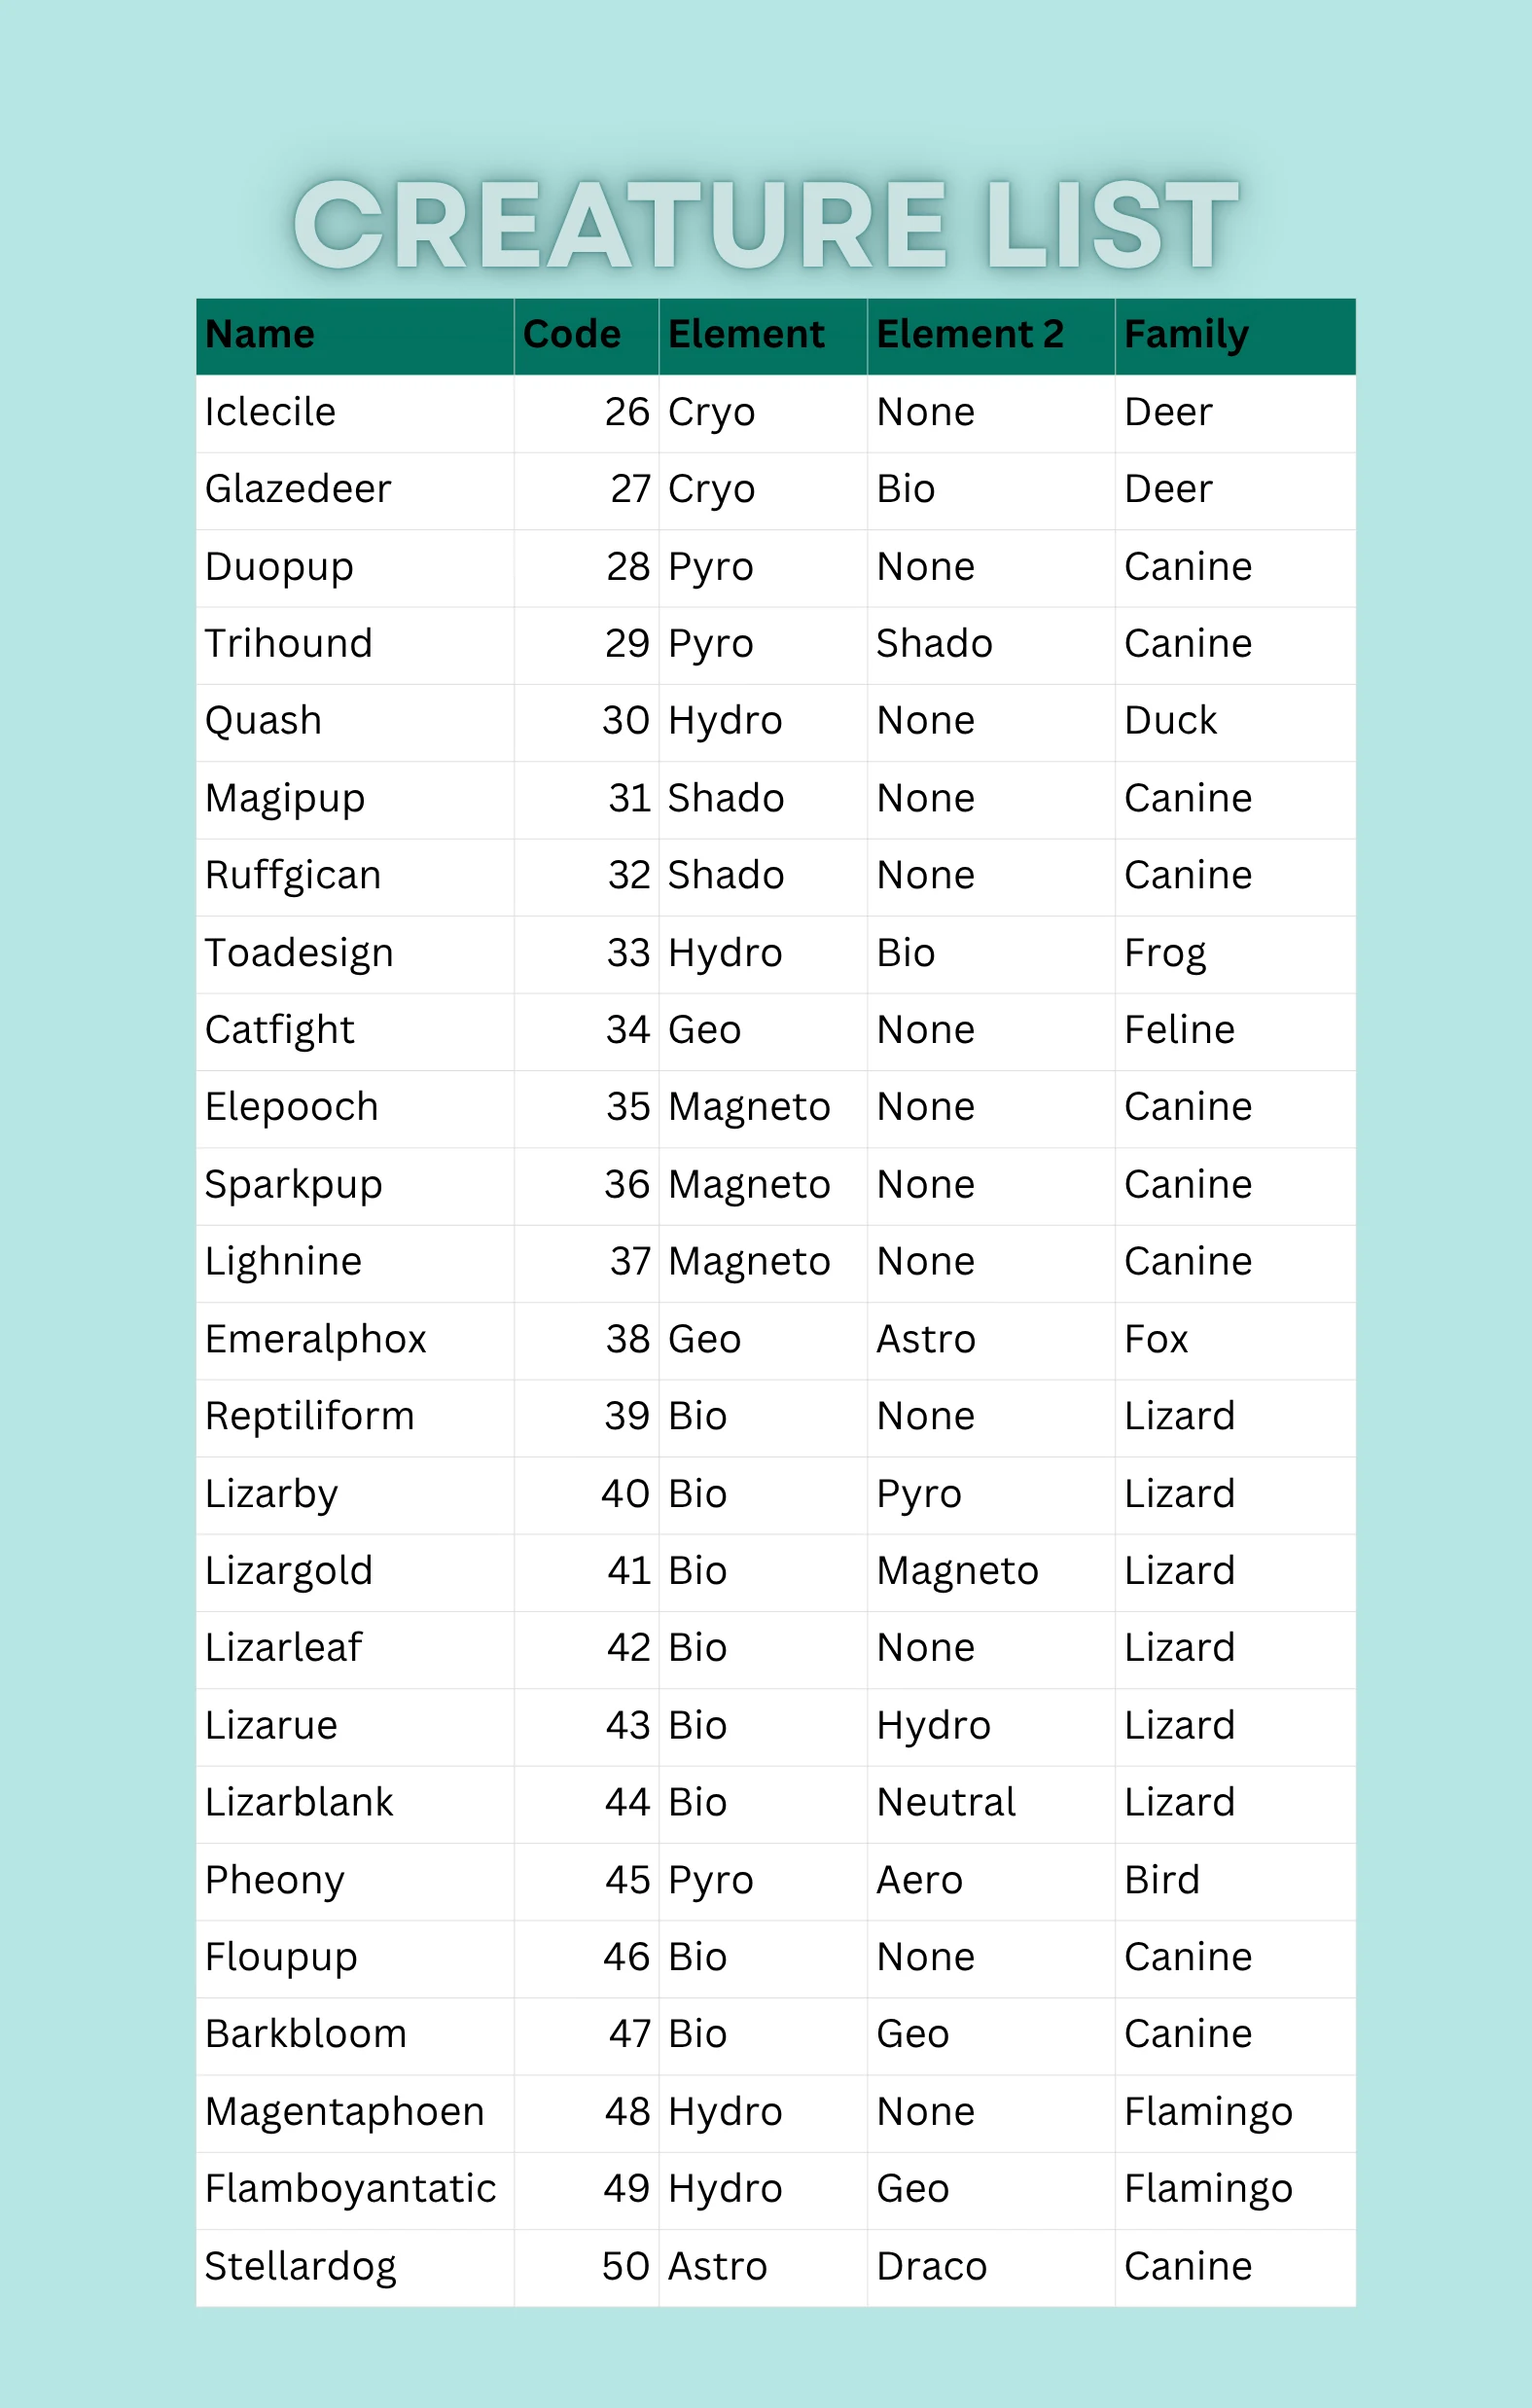 CREATURE LIST
Name Code Element Element 2 Family
Iclecile 26 Cryo None Deer
Glazedeer 27 Cryo Bio Deer
Duopup 28 Pyro None Canine
Trihound 29 Pyro Shado Canine
Quash 30 Hydro None Duck
Magipup 31 Shado None Canine
Ruffgican 32 Shado None Canine
Toadesign 33 Hydro Bio Frog
Catfight 34 Geo None Feline
Elepooch 35 Magneto None Canine
Sparkpup 36 Magneto None Canine
Lighnine 37 Magneto None Canine
Emeralphox 38 Geo Astro Fox
Reptiliform 39 Bio None Lizard
Lizarby 40 Bio Pyro Lizard
Lizargold 41 Bio Magneto Lizard
Lizarleaf 42 Bio None Lizard
Lizarue 43 Bio Hydro Lizard
Lizarblank 44 Bio Neutral Lizard
Pheony 45 Pyro Aero Bird
Floupup 46 Bio None Canine
Barkbloom 47 Bio Geo Canine
Magentaphoen 48 Hydro None Flamingo
Flamboyantatic 49 Hydro Geo Flamingo
Stellardog 50 Astro Draco Canine